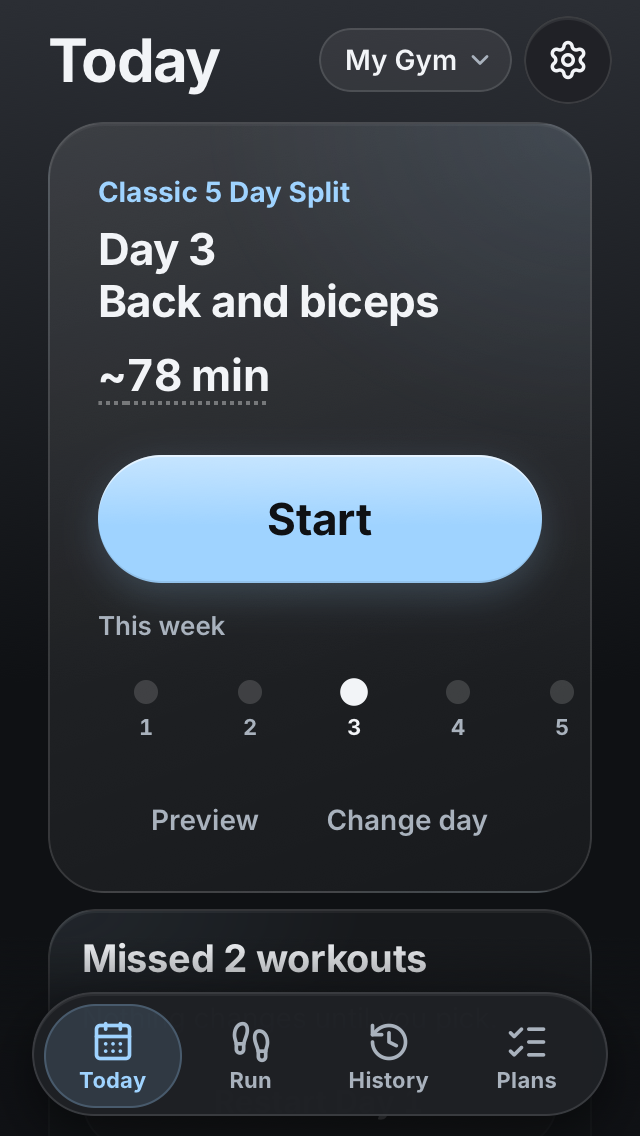 Today
My Gym
Classic 5 Day Split
Day 3
Back and biceps
~78 min
Start
This week
1 2 3 4 5
Preview Change day
Missed 2 workouts
Today Run History Plans